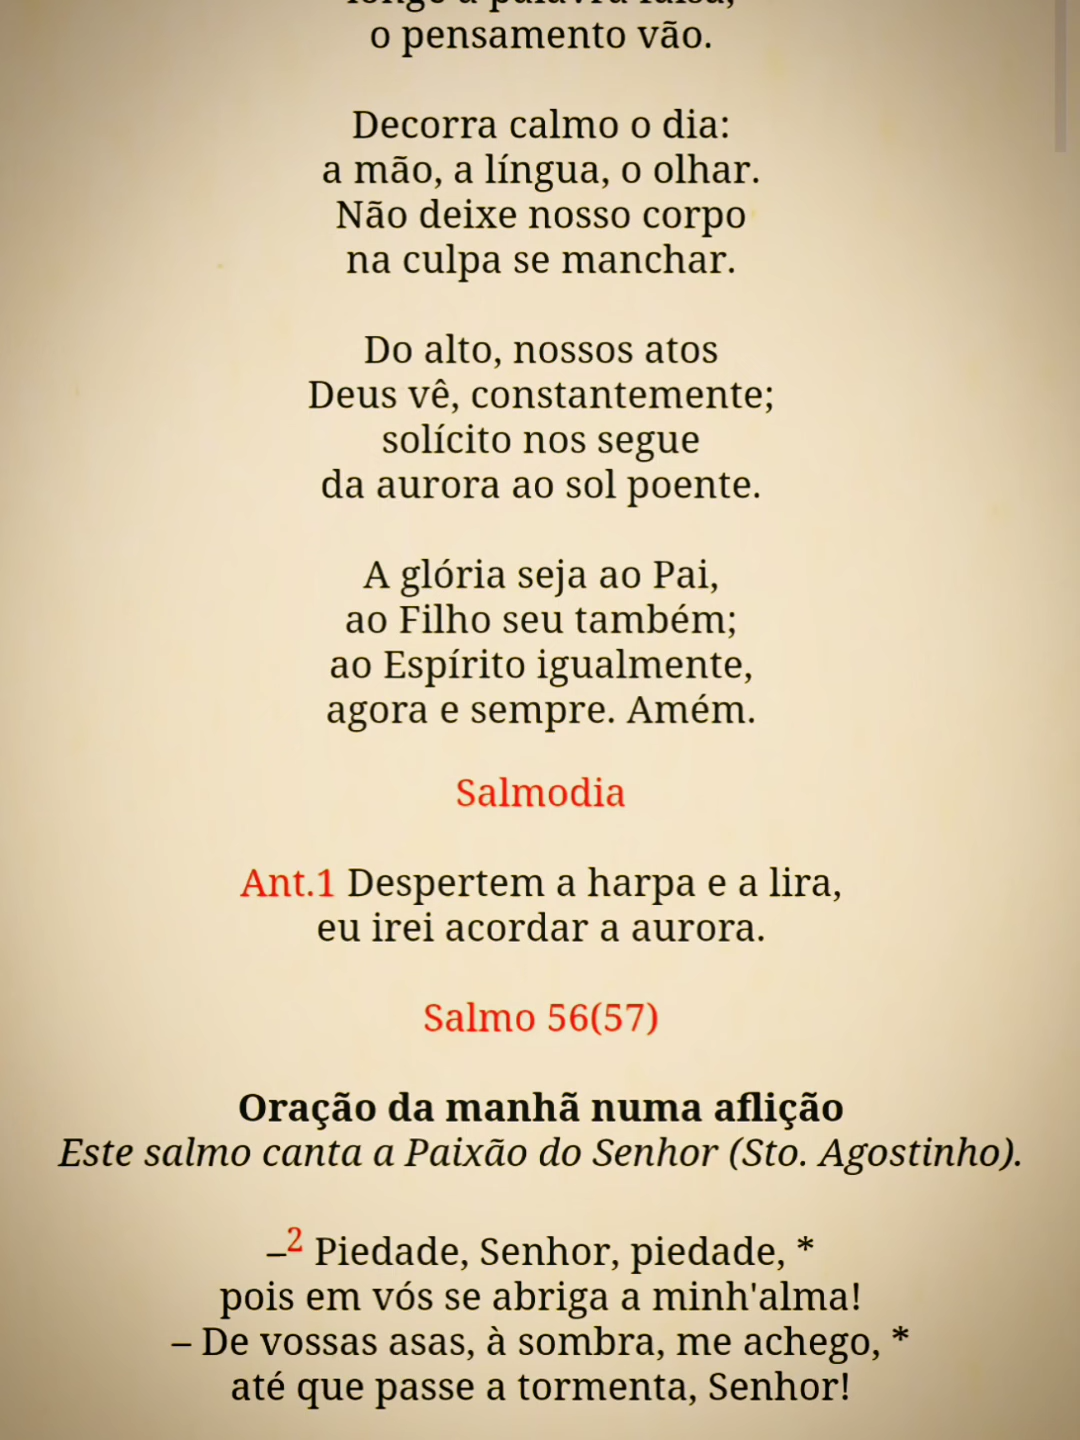 longe a palavra falsa,
o pensamento vão.
Decorra calmo o dia:
a mão, a língua, o olhar.
Não deixe nosso corpo
na culpa se manchar.
Do alto, nossos atos
Deus vê, constantemente;
solícito nos segue
da aurora ao sol poente.
A glória seja ao Pai,
ao Filho seu também;
ao Espírito igualmente,
agora e sempre. Amém.
Salmodia
Ant.1 Despertem a harpa e a lira,
eu irei acordar a aurora.
Salmo 56(57)
Oração da manhã numa aflição
Este salmo canta a Paixão do Senhor (Sto. Agostinho).
–2 Piedade, Senhor, piedade, *
pois em vós se abriga a minh'alma!
– De vossas asas, à sombra, me achego, *
até que passe a tormenta, Senhor!